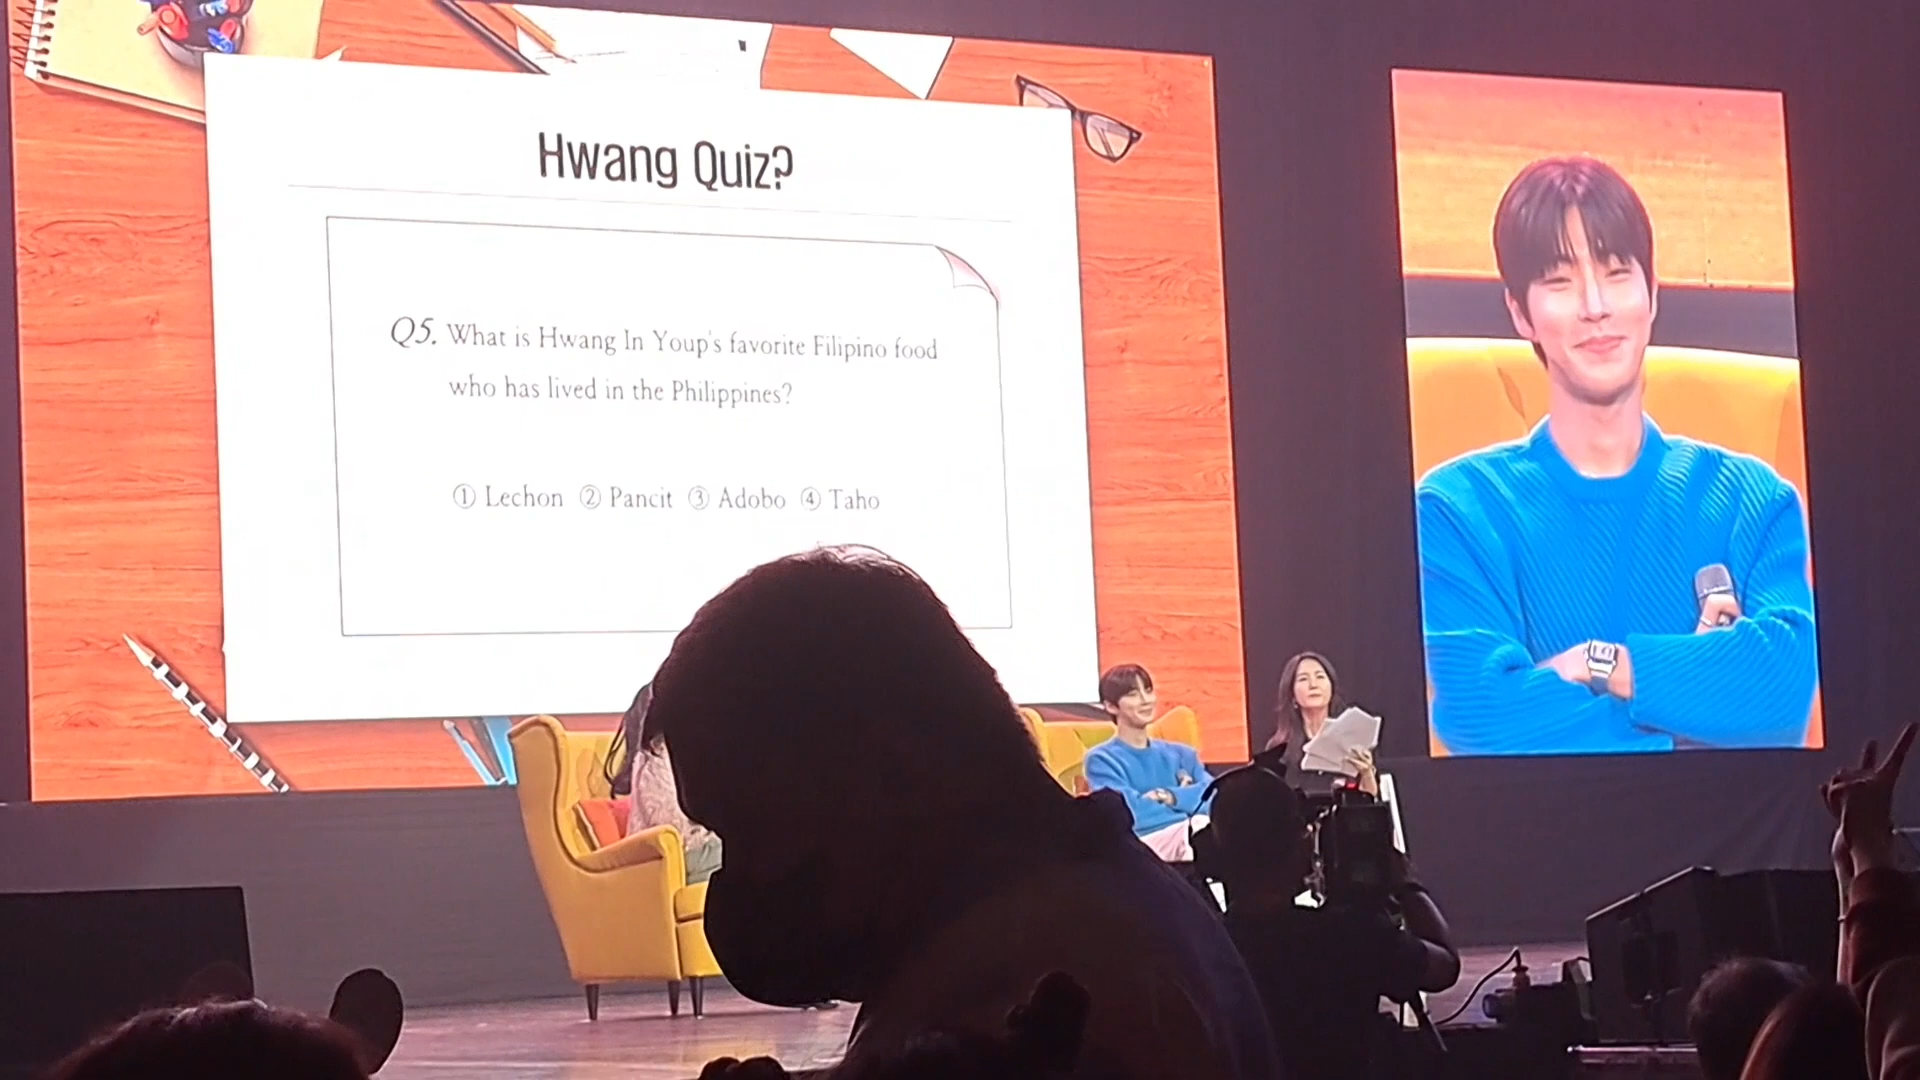 Hwang Quiz?
Q5. What is Hwang In Youp's favorite Filipino food
who has lived in the Philippines?
① Lechon ② Pancit ③ Adobo ④ Taho